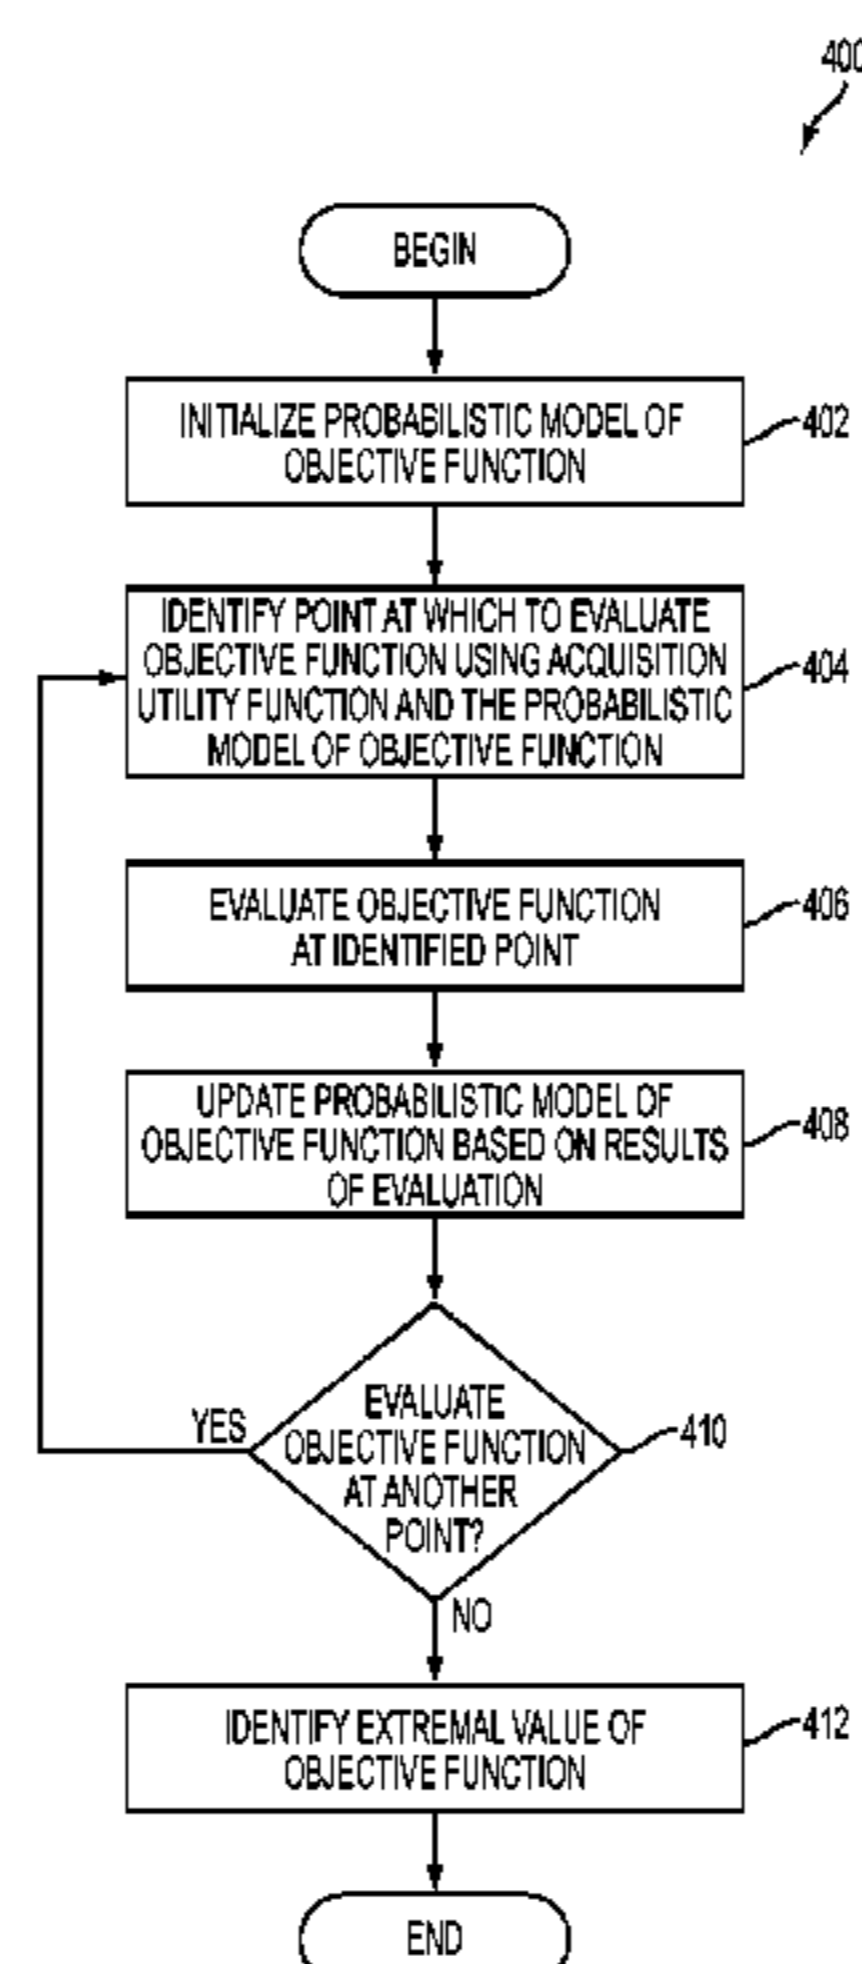 400
BEGIN
INITIALIZE PROBABILISTIC MODEL OF
OBJECTIVE FUNCTION
402
IDENTIFY POINT AT WHICH TO EVALUATE
OBJECTIVE FUNCTION USING ACQUISITION
UTILITY FUNCTION AND THE PROBABILISTIC
MODEL OF OBJECTIVE FUNCTION
404
EVALUATE OBJECTIVE FUNCTION
AT IDENTIFIED POINT
406
UPDATE PROBABILISTIC MODEL OF
OBJECTIVE FUNCTION BASED ON RESULTS
OF EVALUATION
408
YES
EVALUATE
OBJECTIVE FUNCTION
AT ANOTHER
POINT?
410
NO
IDENTIFY EXTREMAL VALUE OF
OBJECTIVE FUNCTION
412
END